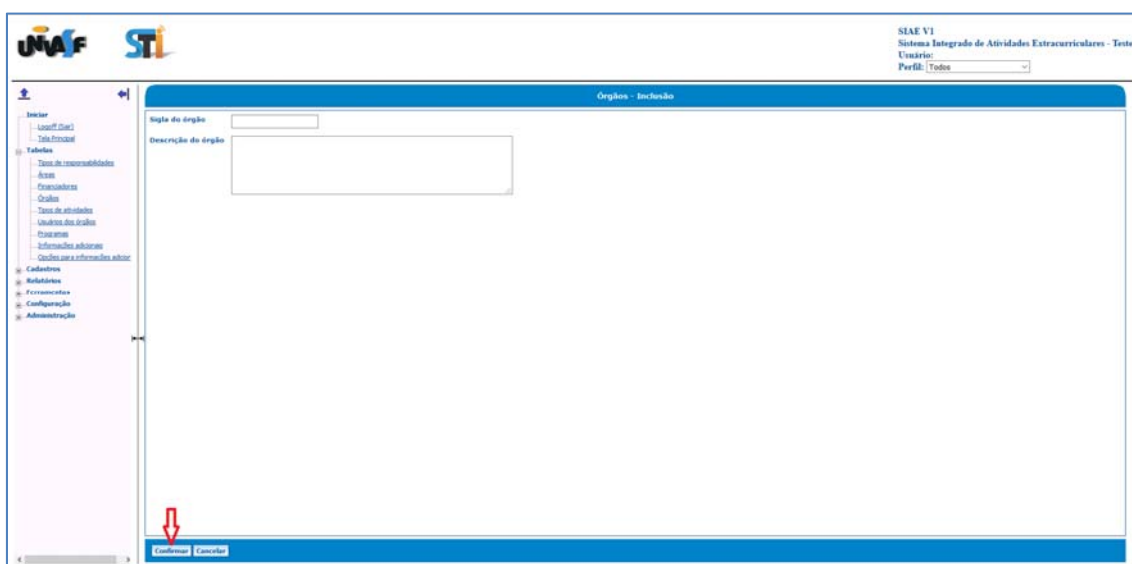 UNIVASF
STI
SIAE V1
Sistema Integrado de Atividades Extracurriculares - Teste
Usuário:
Perfil: Todos
Iniciar
Logoff (Sair)
Tela Principal
Tabelas
Tipos de responsabilidades
Áreas
Financiadores
Órgãos
Tipos de atividades
Usuários dos órgãos
Programas
Informações adicionais
Opções para informações adicior
Cadastros
Relatórios
Ferramentas
Configuração
Administração
Órgãos - Inclusão
Sigla do órgão
Descrição do órgão
Confirmar Cancelar